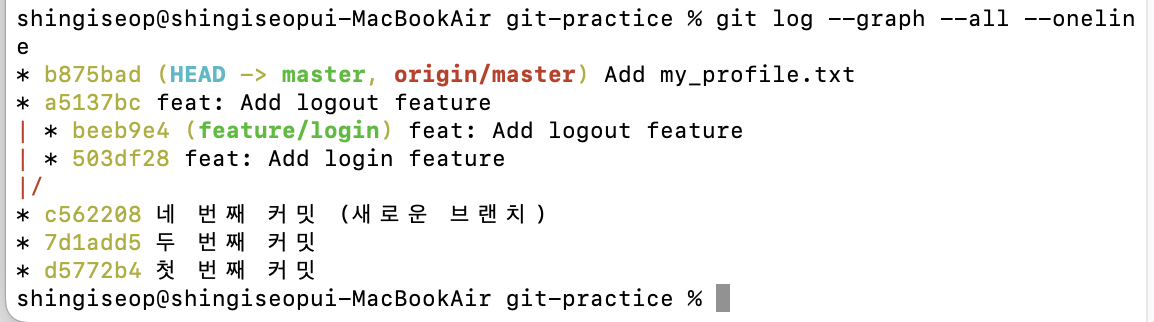 shingiseop@shingiseopui-MacBookAir git-practice % git log --graph --all --onelin
e
* b875bad (HEAD -> master, origin/master) Add my_profile.txt
* a5137bc feat: Add logout feature
| * beeb9e4 (feature/login) feat: Add logout feature
| * 503df28 feat: Add login feature
|/
* c562208 네 번째 커밋 (새로운 브랜치)
* 7d1add5 두 번째 커밋
* d5772b4 첫 번째 커밋
shingiseop@shingiseopui-MacBookAir git-practice %